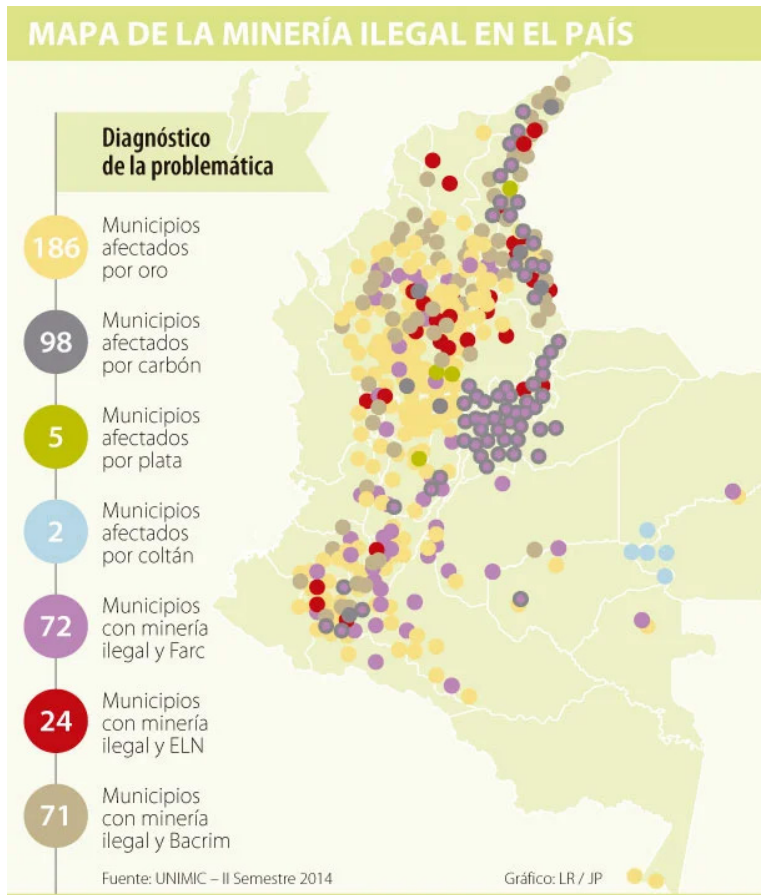 MAPA DE LA MINERÍA ILEGAL EN EL PAÍS
Diagnóstico
de la problemática
186
Municipios
afectados
por oro
98
Municipios
afectados
por carbón
5
Municipios
afectados
por plata
2
Municipios
afectados
por coltán
72
Municipios
con minería
ilegal y Farc
24
Municipios
con minería
ilegal y ELN
71
Municipios
con minería
ilegal y Bacrim
Fuente: UNIMIC – II Semestre 2014
Gráfico: LR / JP